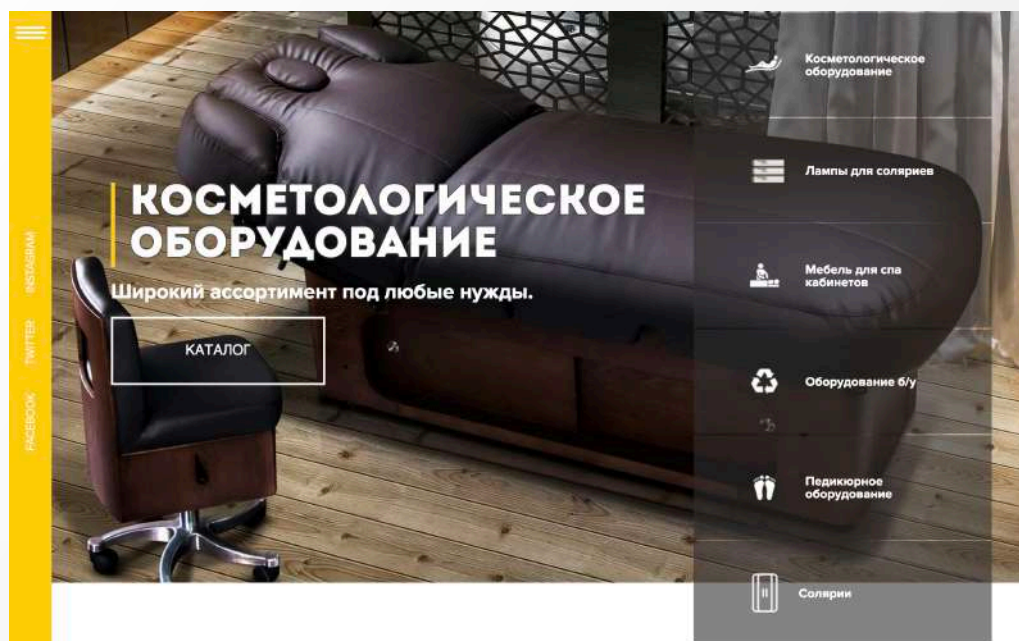 INSTAGRAM
TWITTER
FACEBOOK
КОСМЕТОЛОГИЧЕСКОЕ
ОБОРУДОВАНИЕ
Широкий ассортимент под любые нужды.
КАТАЛОГ
Косметологическое
оборудование
Лампы для соляриев
Мебель для спа
кабинетов
Оборудование б/у
Педикюрное
оборудование
Солярии